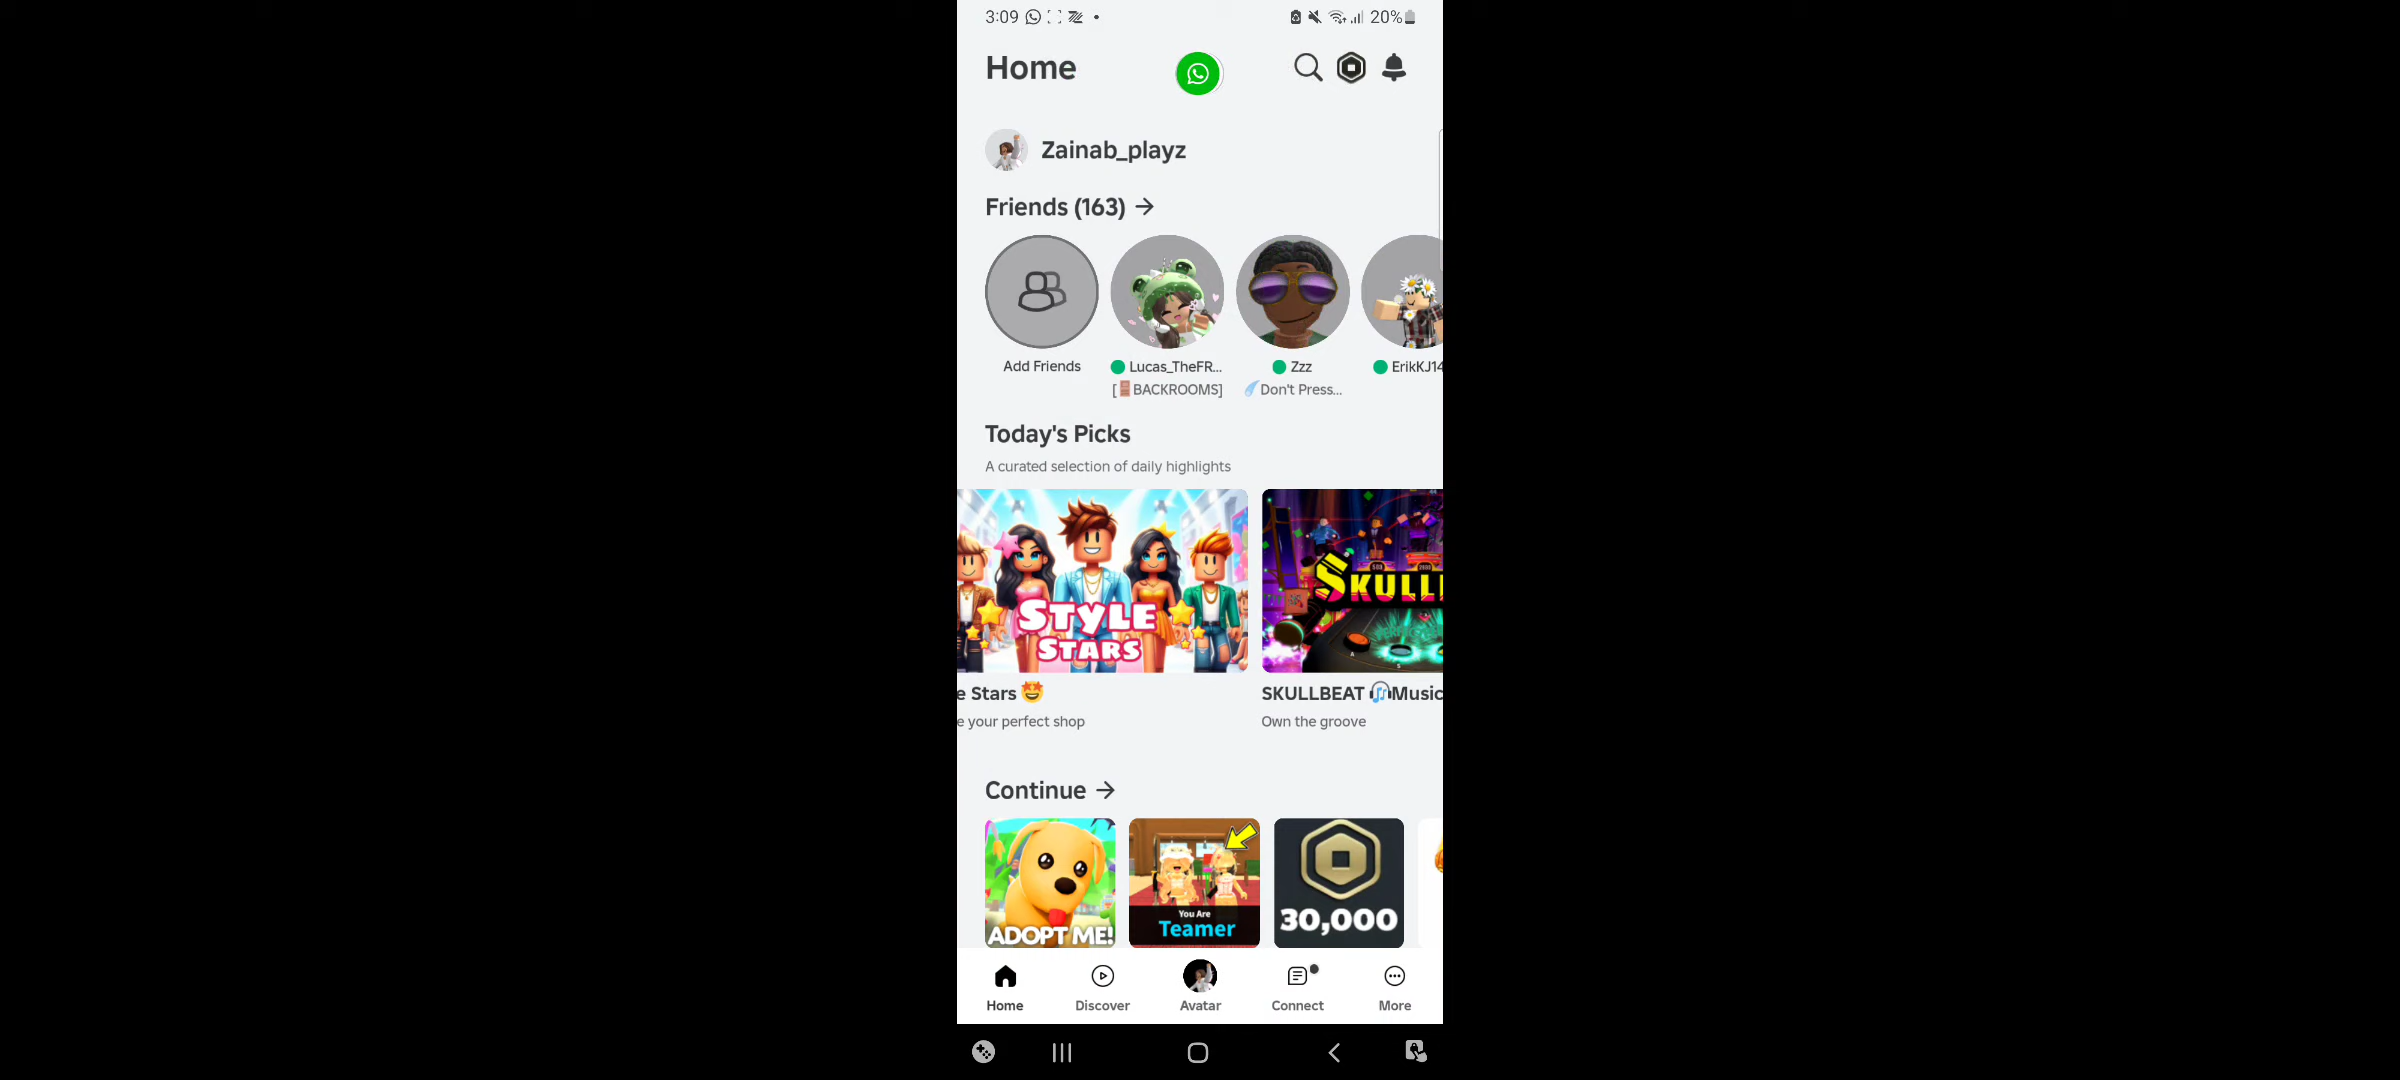 3:09
20%
Home
Zainab_playz
Friends (163)
Add Friends
Lucas_TheFR...
Zzz
ErikKJ14
[🚪BACKROOMS]
Don't Press...
Today's Picks
A curated selection of daily highlights
STYLE
STARS
SKULL
e Stars 🤩
SKULLBEAT 🎧Music
e your perfect shop
Own the groove
Continue →
ADOPT ME!
You Are
Teamer
30,000
Home
Discover
Avatar
Connect
More